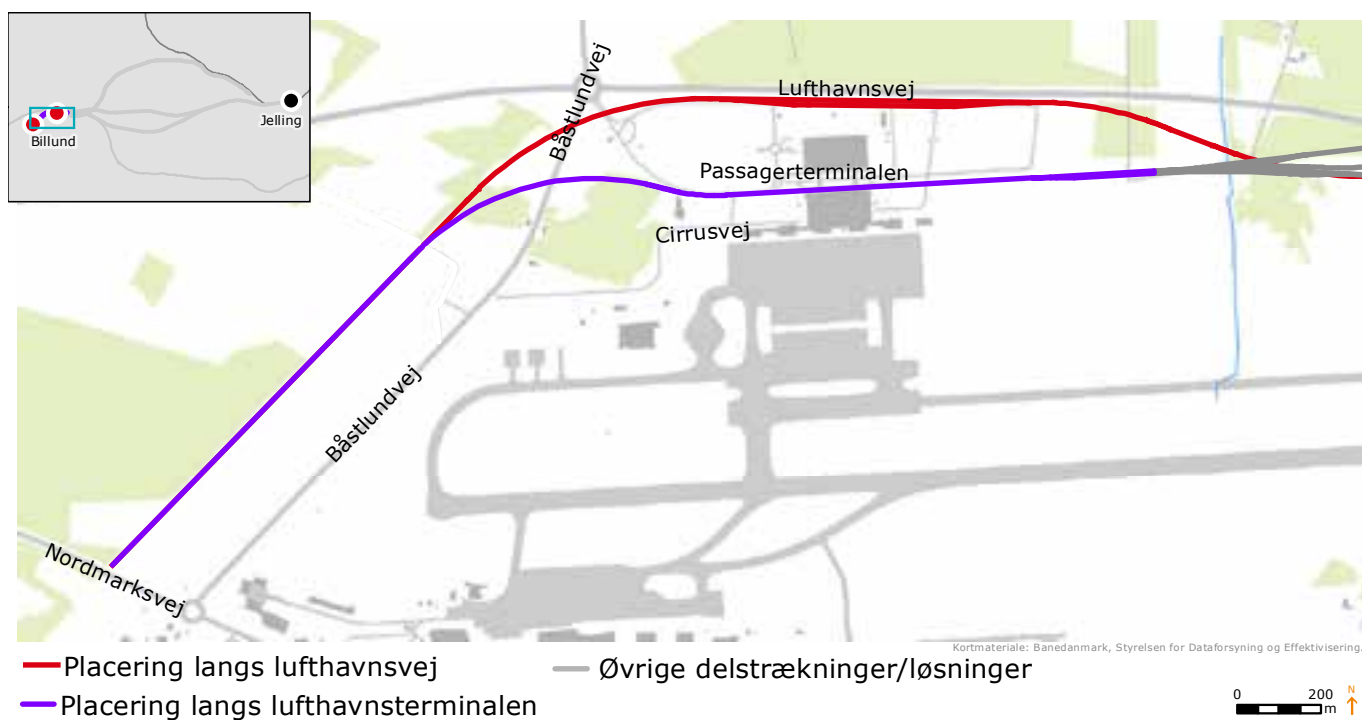 Jelling
Billund
Båstlundvej
Lufthavnsvej
Passagerterminalen
Cirrusvej
Båstlundvej
Nordmarksvej
Kortmateriale: Banedanmark, Styrelsen for Dataforsyning og Effektivisering.
Placering langs lufthavnsvej
Øvrige delstrækninger/løsninger
Placering langs lufthavnsterminalen
0 200
m
N